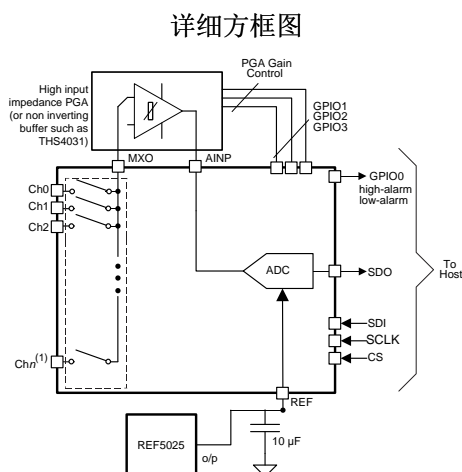 详细方框图
High input
impedance PGA
(or non inverting
buffer such as
THS4031)
PGA Gain
Control
GPIO1
GPIO2
GPIO3
MXO
AINP
Ch0
Ch1
Ch2
Chn(1)
GPIO0
high-alarm
low-alarm
ADC
SDO
To
Host
SDI
SCLK
CS
REF
REF5025
o/p
10 µF